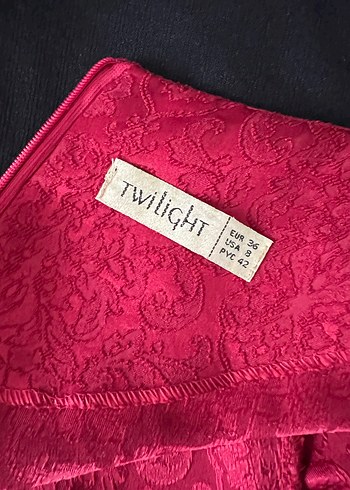 TWILIGHT
EUR 36
USA 8
РУС 42